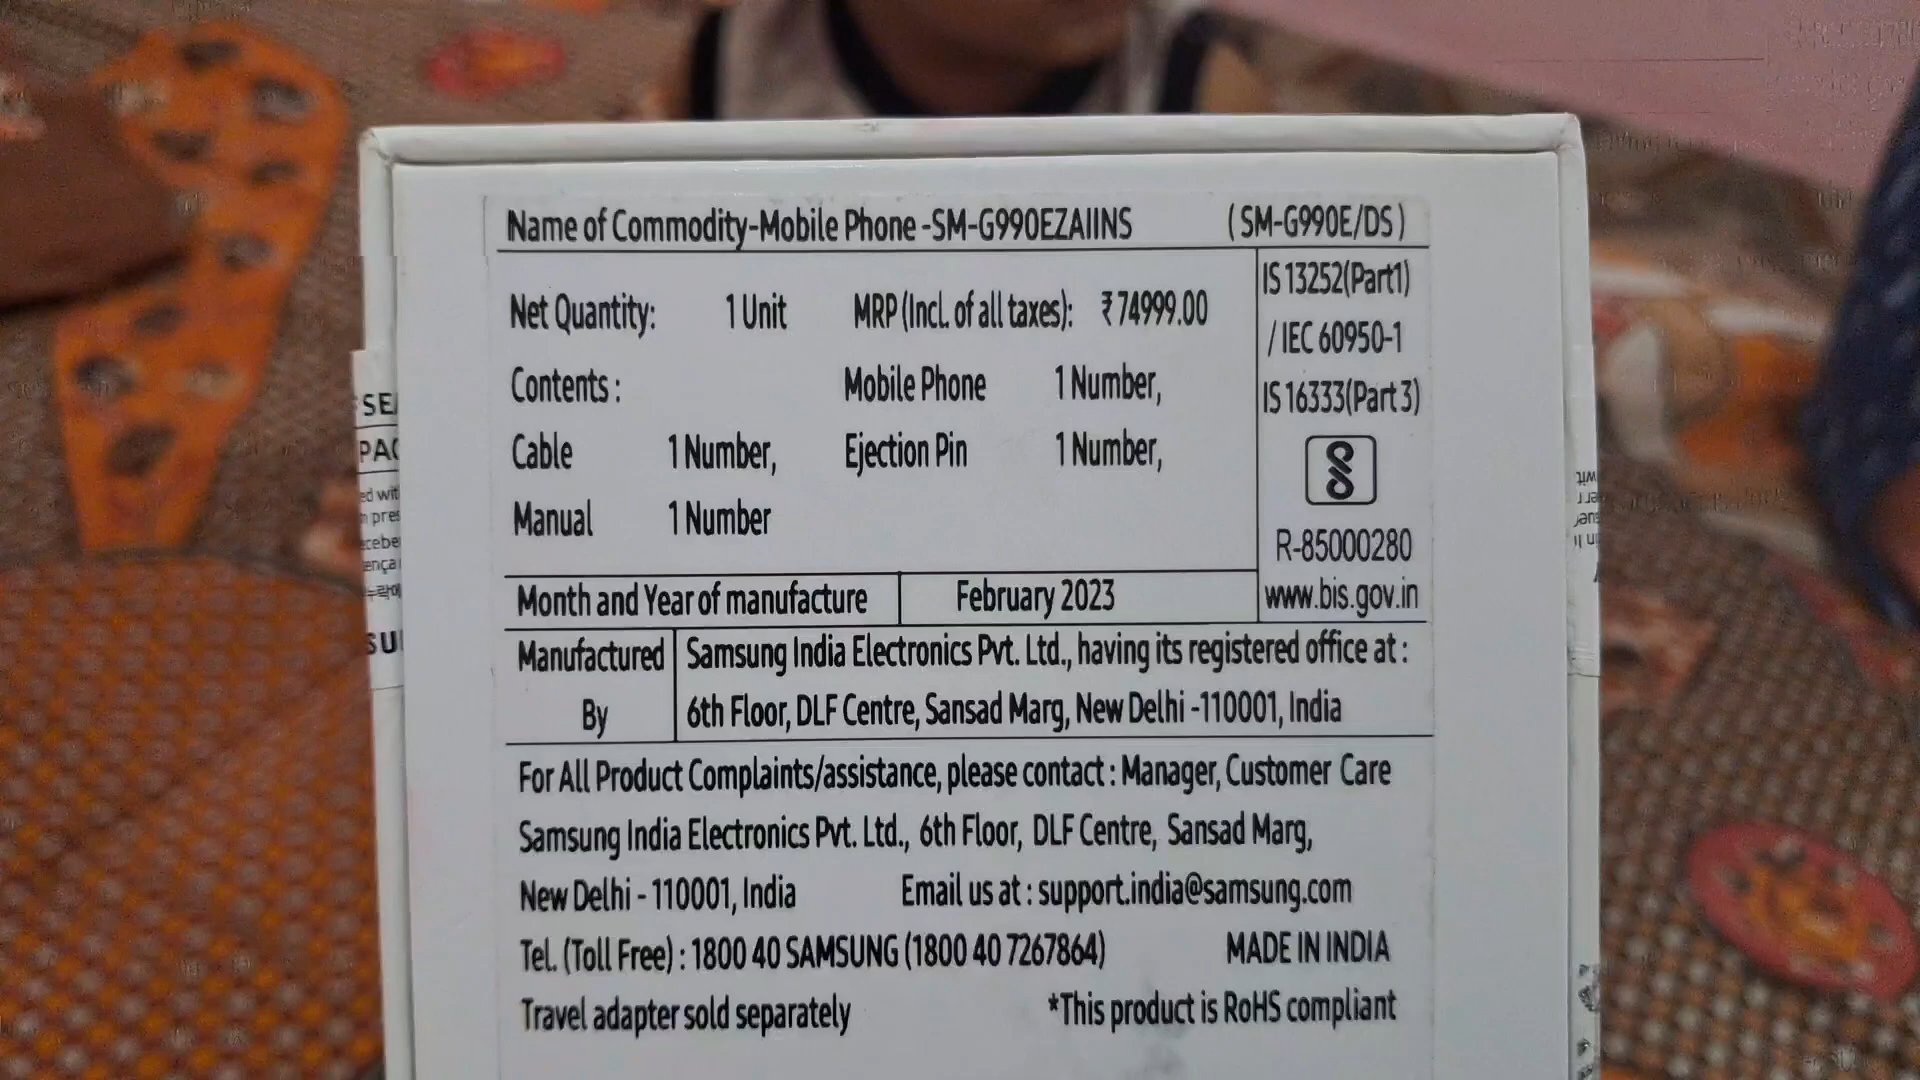 Name of Commodity-Mobile Phone -SM-G990EZAIINS (SM-G990E/DS)
Net Quantity: 1 Unit MRP (Incl. of all taxes): ₹ 74999.00
Contents : Mobile Phone 1 Number,
Cable 1 Number, Ejection Pin 1 Number,
Manual 1 Number
IS 13252(Part1)
/ IEC 60950-1
IS 16333(Part 3)
R-85000280
www.bis.gov.in
Month and Year of manufacture February 2023
Manufactured By
Samsung India Electronics Pvt. Ltd., having its registered office at :
6th Floor, DLF Centre, Sansad Marg, New Delhi -110001, India
For All Product Complaints/assistance, please contact : Manager, Customer Care
Samsung India Electronics Pvt. Ltd., 6th Floor, DLF Centre, Sansad Marg,
New Delhi - 110001, India Email us at : support.india@samsung.com
Tel. (Toll Free) : 1800 40 SAMSUNG (1800 40 7267864) MADE IN INDIA
Travel adapter sold separately *This product is RoHS compliant